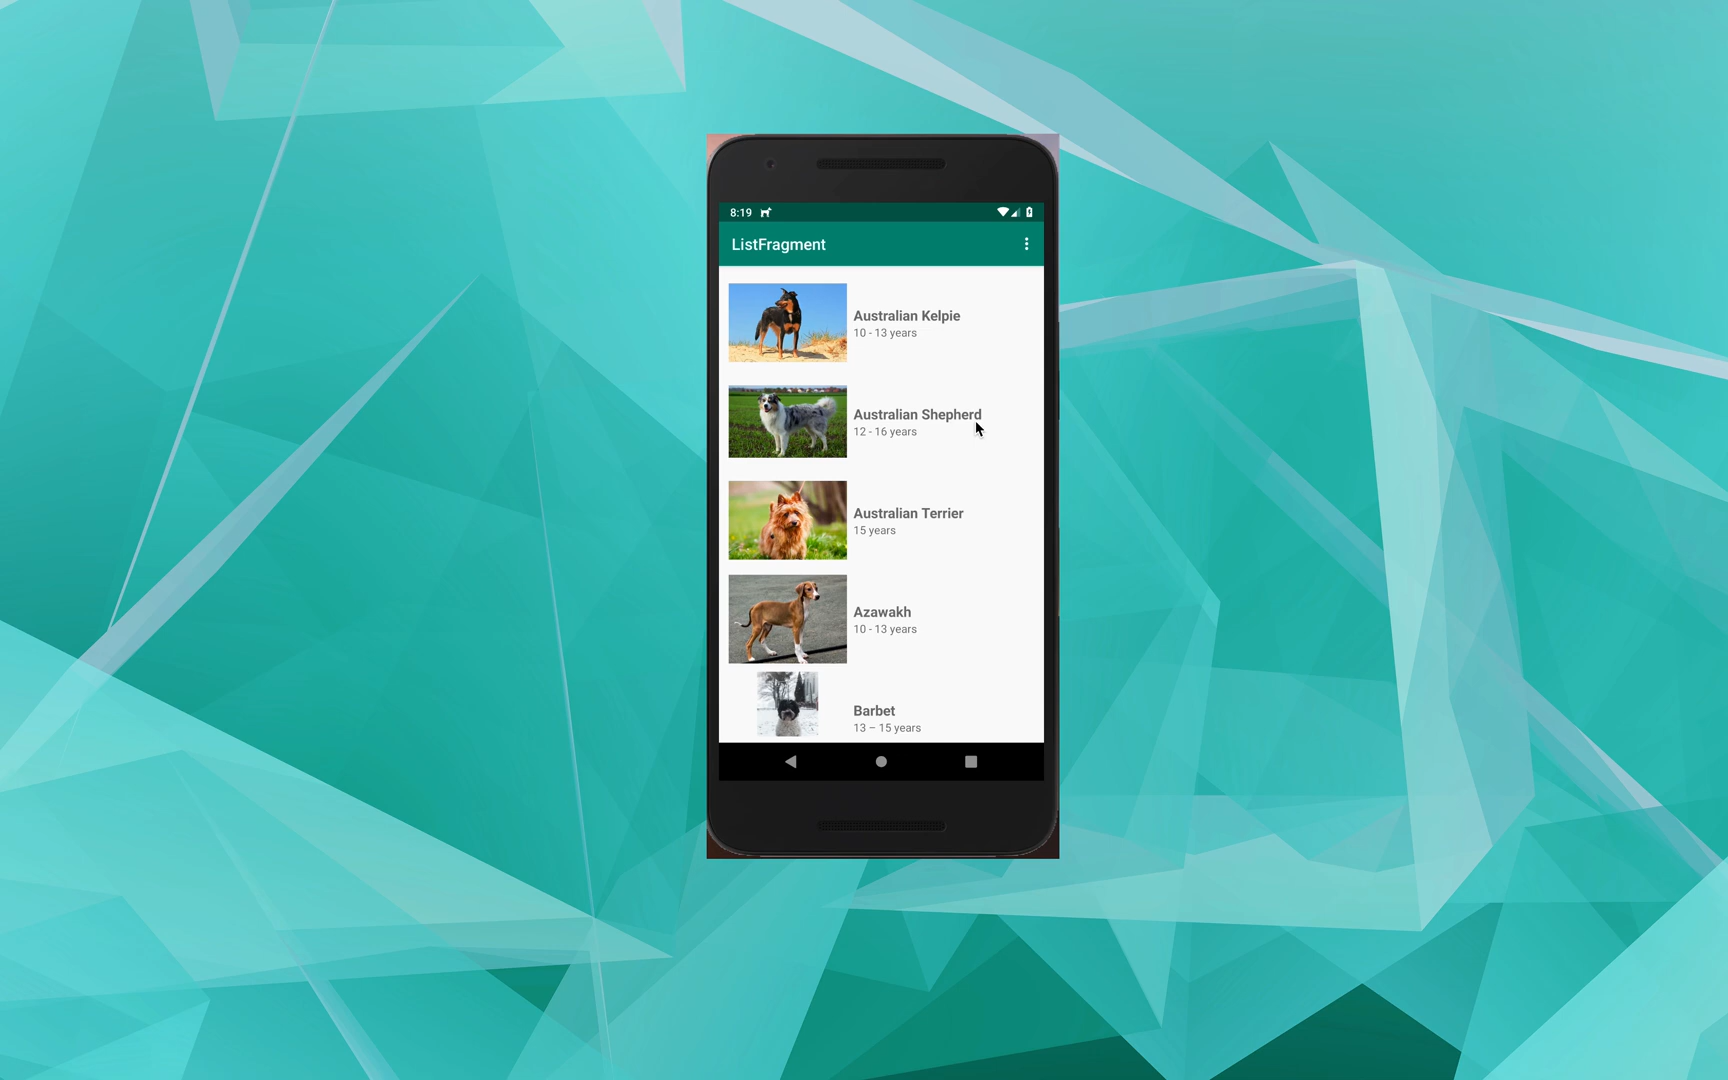 8:19
ListFragment
Australian Kelpie
10 - 13 years
Australian Shepherd
12 - 16 years
Australian Terrier
15 years
Azawakh
10 - 13 years
Barbet
13 – 15 years